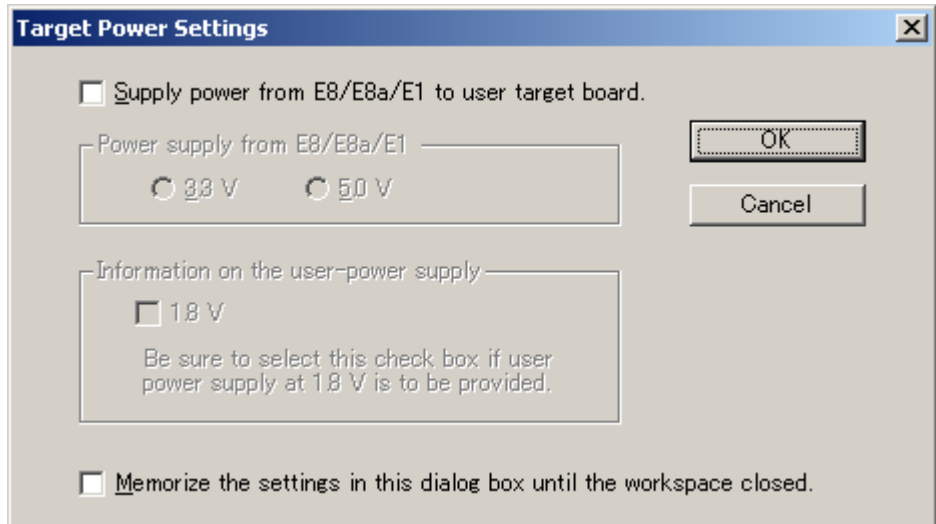 Target Power Settings
Supply power from E8/E8a/E1 to user target board.
Power supply from E8/E8a/E1
3.3 V 5.0 V
OK
Cancel
Information on the user-power supply
1.8 V
Be sure to select this check box if user
power supply at 1.8 V is to be provided.
Memorize the settings in this dialog box until the workspace closed.